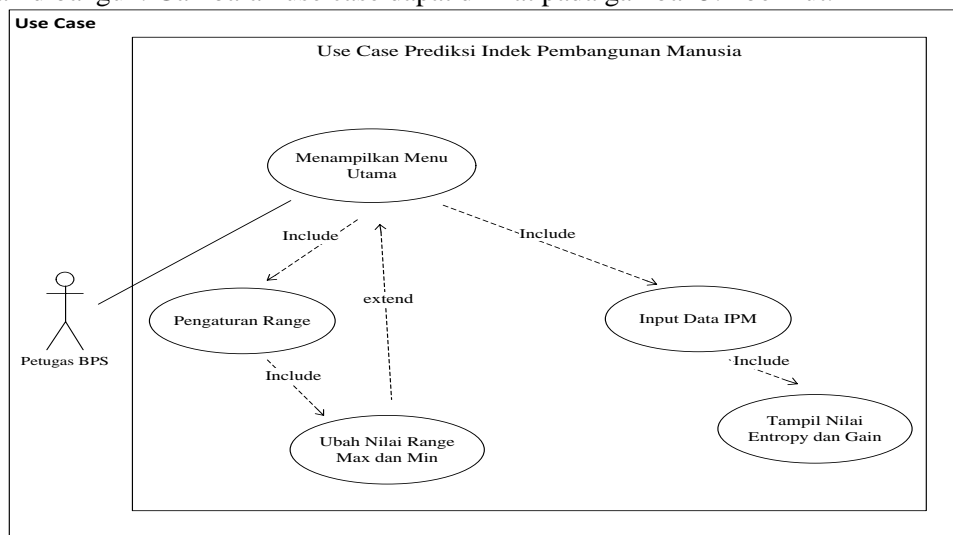 Use Case
Use Case Prediksi Indek Pembangunan Manusia
Menampilkan Menu
Utama
Include
Include
extend
Pengaturan Range
Input Data IPM
Petugas BPS
Include
Include
Ubah Nilai Range
Max dan Min
Tampil Nilai
Entropy dan Gain